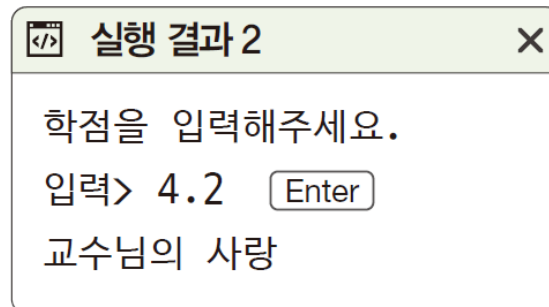 </> 실행 결과 2 ×
학점을 입력해주세요.
입력> 4.2 Enter
교수님의 사랑